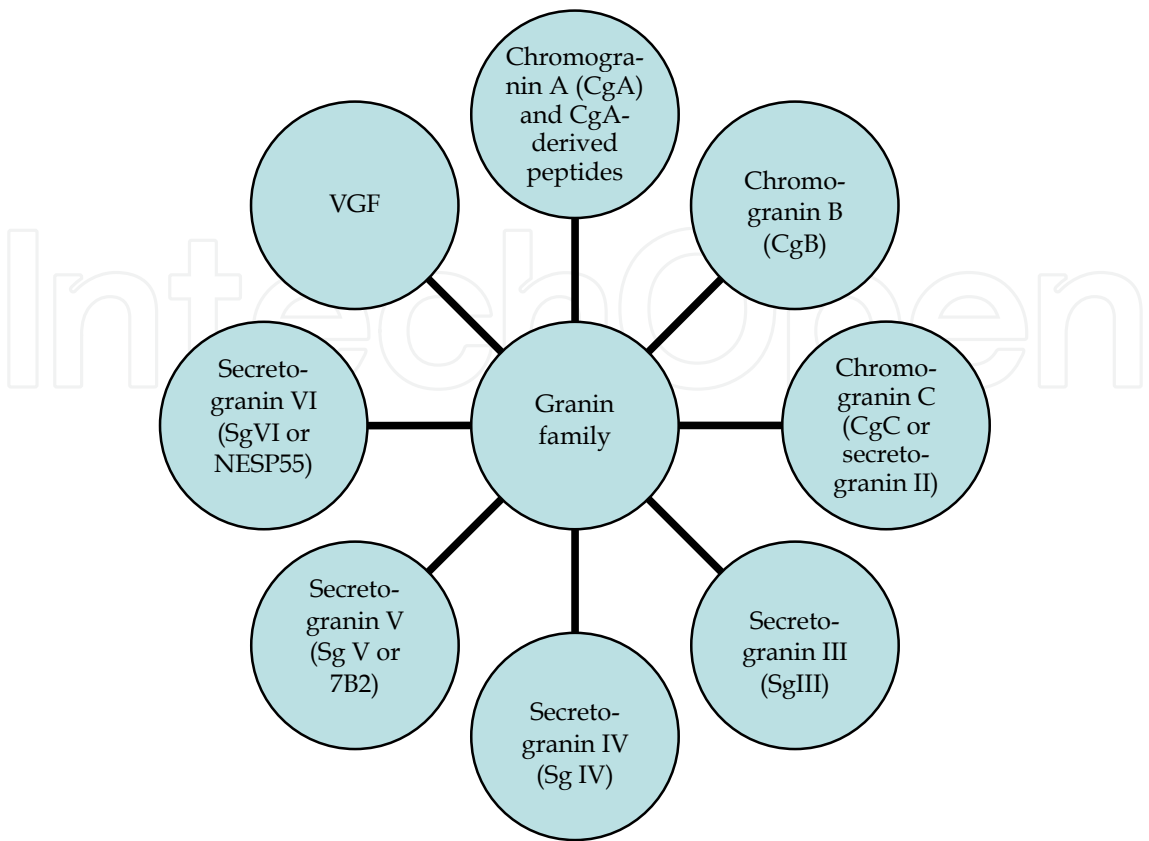 Chromogra-
nin A (CgA)
and CgA-
derived
peptides
Chromo-
granin B
(CgB)
Chromo-
granin C
(CgC or
secreto-
granin II)
Secreto-
granin III
(SgIII)
Secreto-
granin IV
(Sg IV)
Secreto-
granin V
(Sg V or
7B2)
Secreto-
granin VI
(SgVI or
NESP55)
VGF
Granin
family
IntechOpen